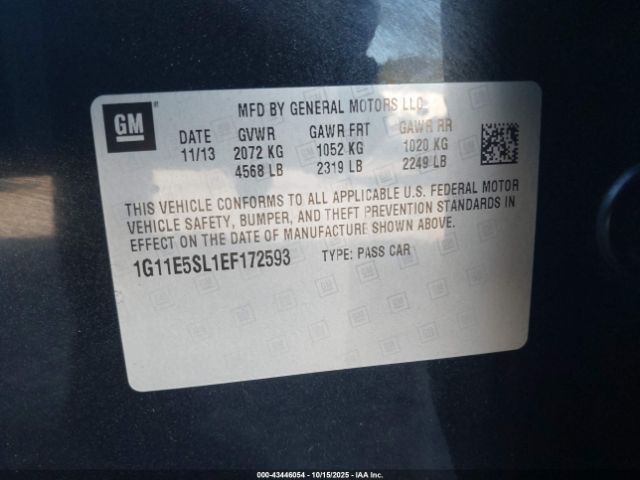 GM
MFD BY GENERAL MOTORS LLC
DATE GVWR GAWR FRT GAWR RR
11/13 2072 KG 1052 KG 1020 KG
4568 LB 2319 LB 2249 LB
THIS VEHICLE CONFORMS TO ALL APPLICABLE U.S. FEDERAL MOTOR
VEHICLE SAFETY, BUMPER, AND THEFT PREVENTION STANDARDS IN
EFFECT ON THE DATE OF MANUFACTURE SHOWN ABOVE.
1G11E5SL1EF172593 TYPE: PASS CAR
000-43446054 - 10/15/2025 - IAA Inc.